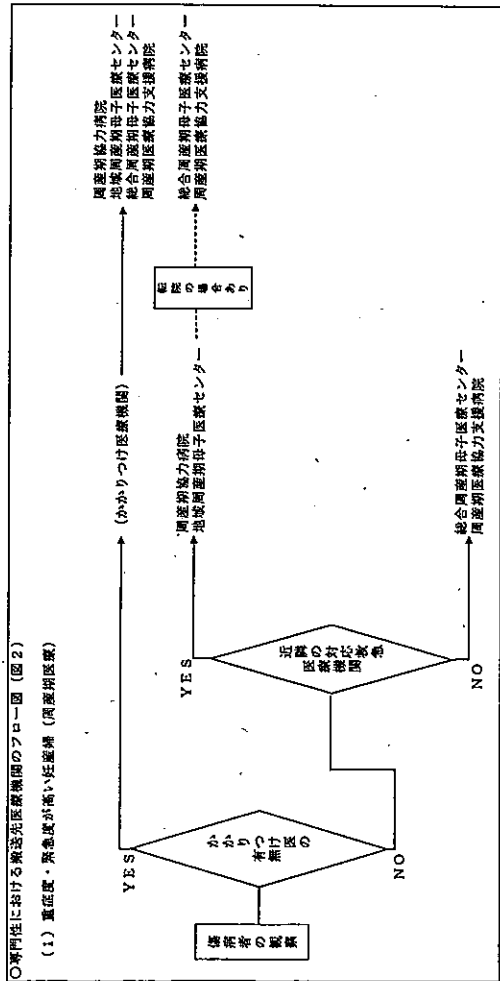 ○専門性における搬送先医療機関のフロー図（図２）
（１）重症度・緊急度が高い妊産婦（周産期医療）
傷病者の観察
かかりつけ医の
有無
YES
NO
（かかりつけ医療機関）
周産期協力病院
地域周産期母子医療センター
総合周産期母子医療センター
周産期医療協力支援病院
近隣の対応救急
医療機関
YES
NO
周産期協力病院
地域周産期母子医療センター
転院の場合あり
総合周産期母子医療センター
周産期医療協力支援病院
総合周産期母子医療センター
周産期医療協力支援病院